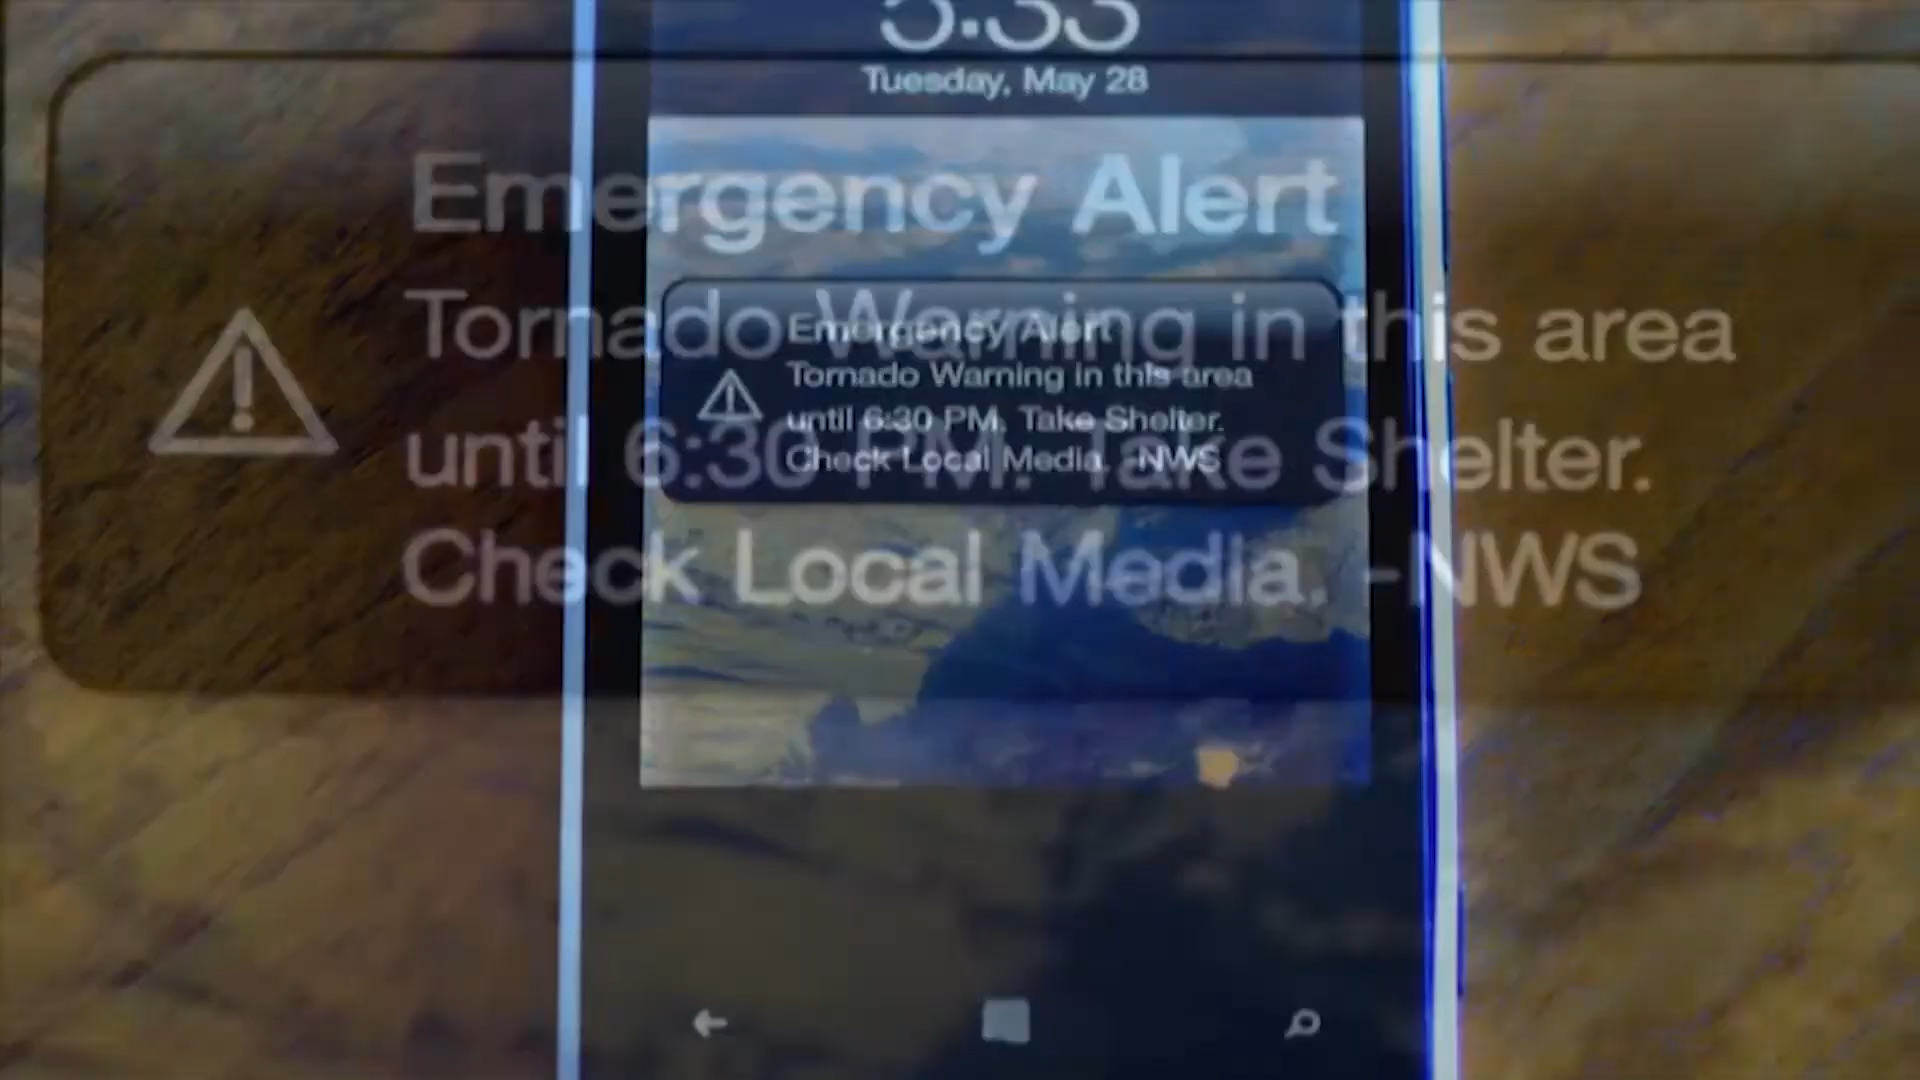 5:33
Tuesday, May 28
Emergency Alert
Tornado Warning in this area
until 6:30 PM. Take Shelter.
Check Local Media. -NWS
Emergency Alert
Tornado Warning in this area
until 6:30 PM. Take Shelter.
Check Local Media. -NWS